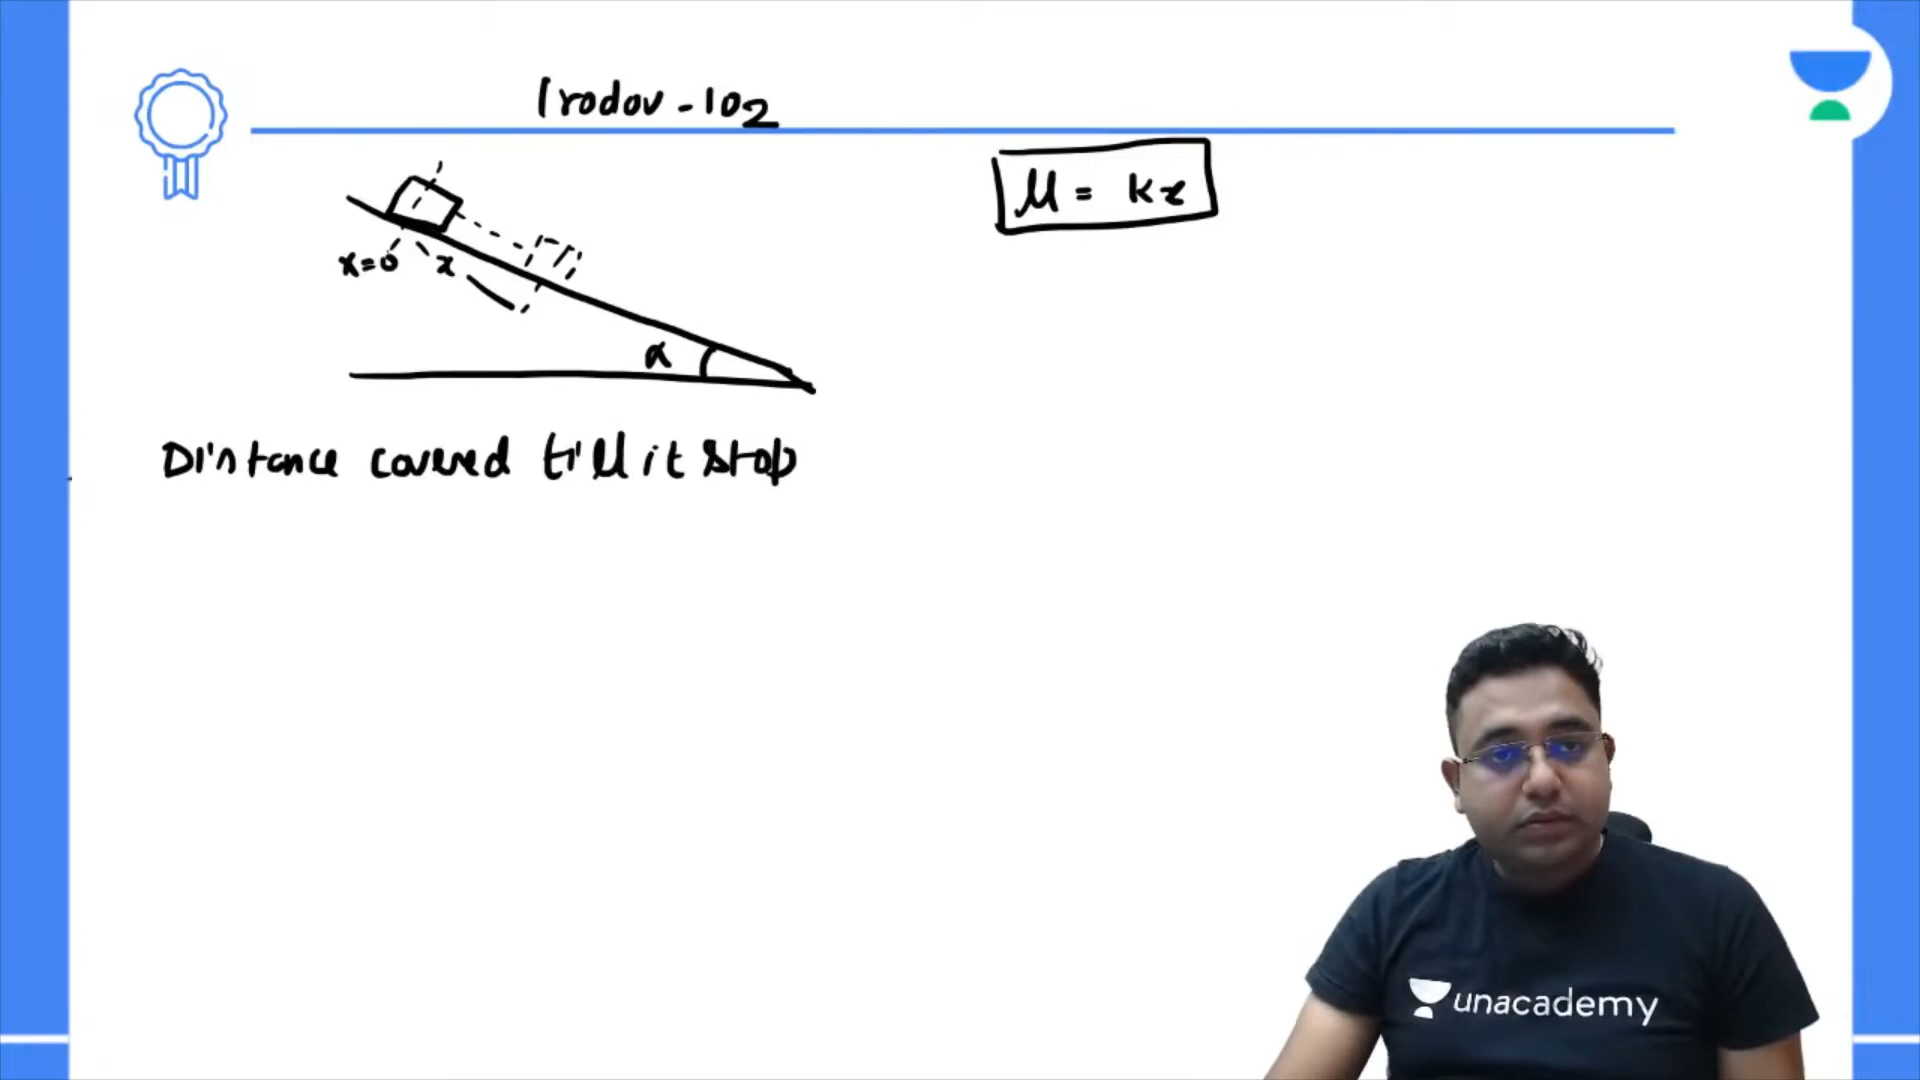 Irodov - 102
μ = kx
x=0 x
α
Distance covered till it stop
unacademy